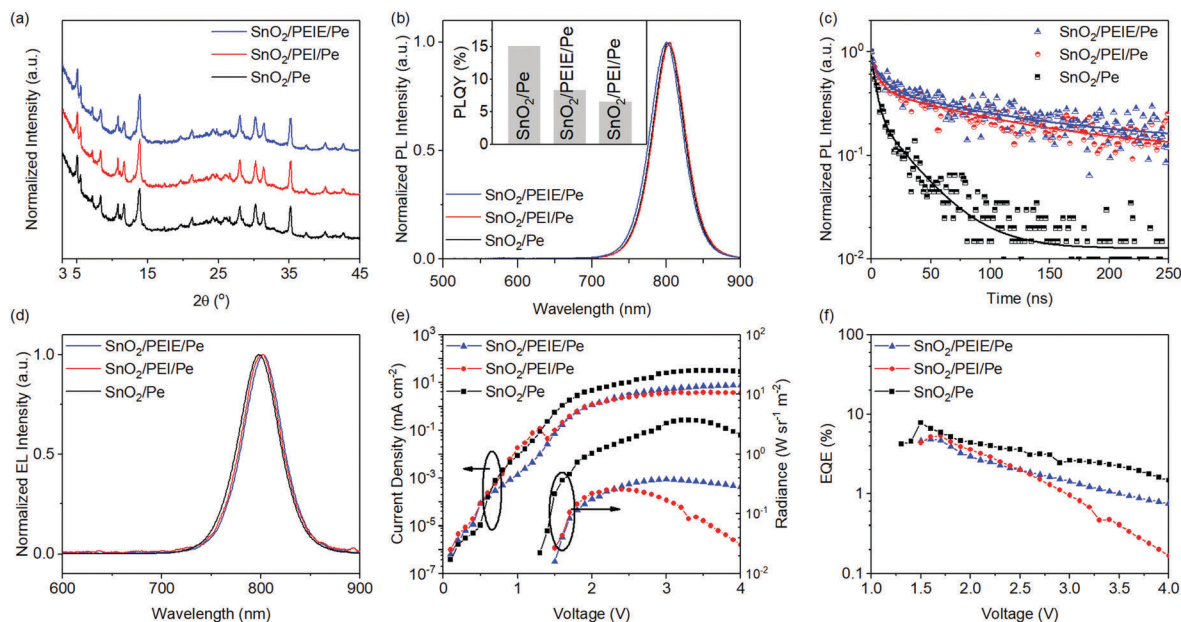 (a)
SnO2/PEIE/Pe
SnO2/PEI/Pe
SnO2/Pe
Normalized Intensity (a.u.)
3 5 15 25 35 45
2θ (°)
(b)
PLQY (%)
15
10
5
0
SnO2/Pe
SnO2/PEIE/Pe
SnO2/PEI/Pe
1.0
0.5
0.0
Normalized PL Intensity (a.u.)
SnO2/PEIE/Pe
SnO2/PEI/Pe
SnO2/Pe
500 600 700 800 900
Wavelength (nm)
(c)
SnO2/PEIE/Pe
SnO2/PEI/Pe
SnO2/Pe
Normalized PL Intensity (a.u.)
10^0
10^-1
10^-2
0 50 100 150 200 250
Time (ns)
(d)
SnO2/PEIE/Pe
SnO2/PEI/Pe
SnO2/Pe
Normalized EL Intensity (a.u.)
1.0
0.5
0.0
600 700 800 900
Wavelength (nm)
(e)
SnO2/PEIE/Pe
SnO2/PEI/Pe
SnO2/Pe
Current Density (mA cm-2)
10^3
10^1
10^-1
10^-3
10^-5
10^-7
Radiance (W sr-1 m-2)
10^2
10^1
10^0
10^-1
10^-2
0 1 2 3 4
Voltage (V)
(f)
SnO2/PEIE/Pe
SnO2/PEI/Pe
SnO2/Pe
EQE (%)
100
10
1
0.1
1.0 1.5 2.0 2.5 3.0 3.5 4.0
Voltage (V)